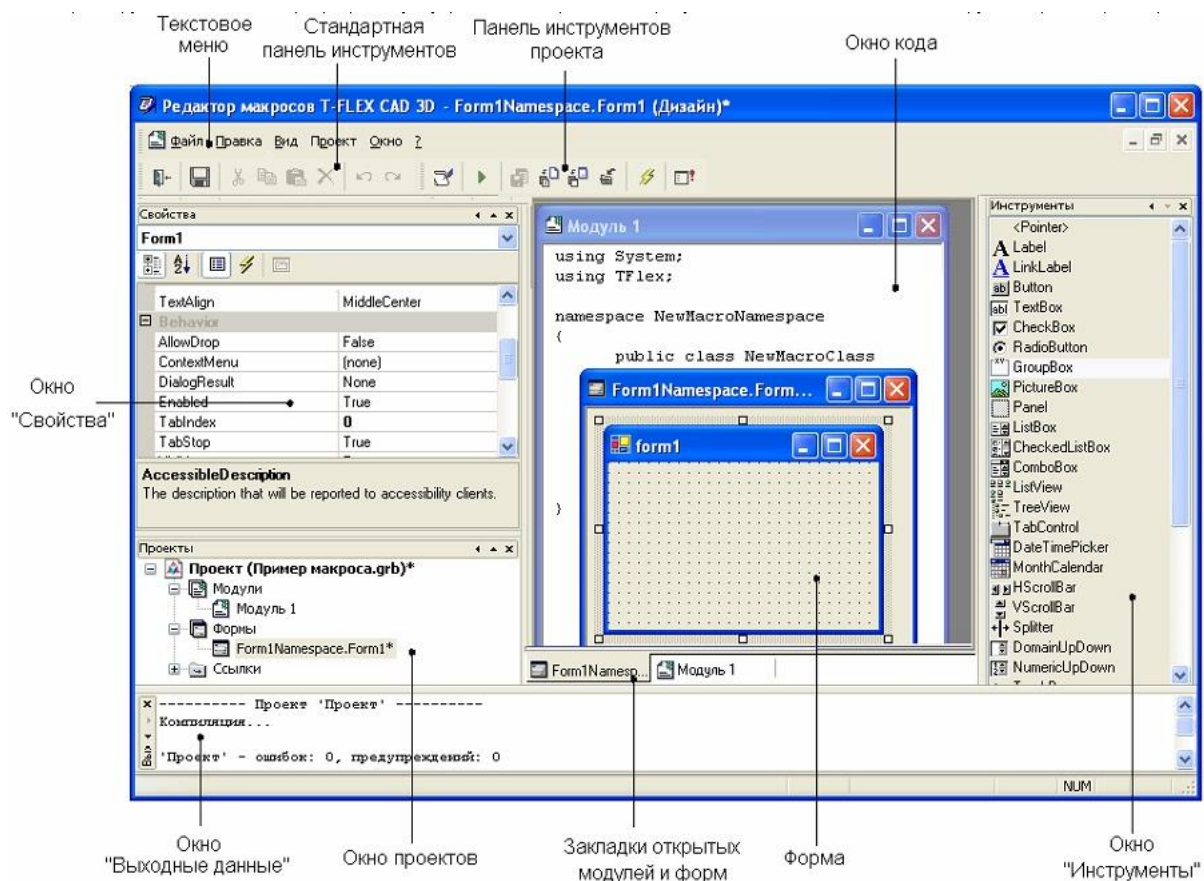 Текстовое
меню
Стандартная
панель инструментов
Панель инструментов
проекта
Окно кода
Редактор макросов T-FLEX CAD 3D - Form1Namespace.Form1 (Дизайн)*
Файл Правка Вид Проект Окно ?
Свойства
Form1
TextAlign MiddleCenter
Behavior
AllowDrop False
ContextMenu (none)
DialogResult None
Enabled True
TabIndex 0
TabStop True
AccessibleDescription
The description that will be reported to accessibility clients.
Окно
"Свойства"
Проекты
Проект (Пример макроса.grb)*
Модули
Модуль 1
Формы
Form1Namespace.Form1*
Ссылки
Модуль 1
using System;
using TFlex;
namespace NewMacroNamespace
{
public class NewMacroClass
Form1Namespace.Form...
form1
}
Form1Namesp... Модуль 1
Инструменты
<Pointer>
Label
LinkLabel
Button
TextBox
CheckBox
RadioButton
GroupBox
PictureBox
Panel
ListBox
CheckedListBox
ComboBox
ListView
TreeView
TabControl
DateTimePicker
MonthCalendar
HScrollBar
VScrollBar
Splitter
DomainUpDown
NumericUpDown
---------- Проект 'Проект' ----------
Компиляция...
'Проект' - ошибок: 0, предупреждений: 0
NUM
Окно
"Выходные данные"
Окно проектов
Закладки открытых
модулей и форм
Форма
Окно
"Инструменты"